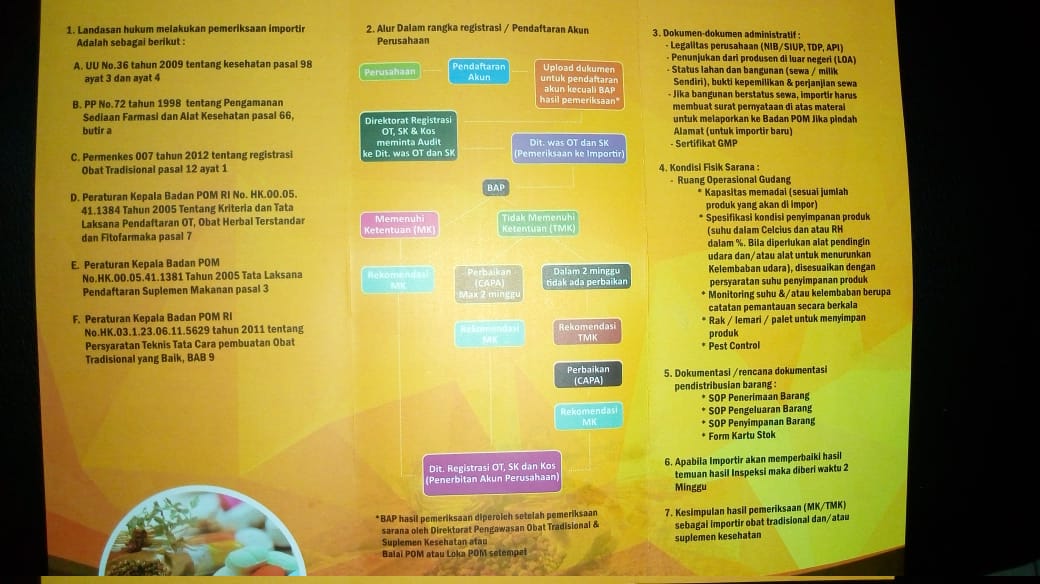 1. Landasan hukum melakukan pemeriksaan importir
Adalah sebagai berikut :
A. UU No.36 tahun 2009 tentang kesehatan pasal 98
ayat 3 dan ayat 4
B. PP No.72 tahun 1998 tentang Pengamanan
Sediaan Farmasi dan Alat Kesehatan pasal 66,
butir a
C. Permenkes 007 tahun 2012 tentang registrasi
Obat Tradisional pasal 12 ayat 1
D. Peraturan Kepala Badan POM RI No. HK.00.05.
41.1384 Tahun 2005 Tentang Kriteria dan Tata
Laksana Pendaftaran OT, Obat Herbal Terstandar
dan Fitofarmaka pasal 7
E. Peraturan Kepala Badan POM
No.HK.00.05.41.1381 Tahun 2005 Tata Laksana
Pendaftaran Suplemen Makanan pasal 3
F. Peraturan Kepala Badan POM RI
No.HK.03.1.23.06.11.5629 tahun 2011 tentang
Persyaratan Teknis Tata Cara pembuatan Obat
Tradisional yang Baik, BAB 9
2. Alur Dalam rangka registrasi / Pendaftaran Akun
Perusahaan
Perusahaan
Pendaftaran
Akun
Upload dukumen
untuk pendaftaran
akun kecuali BAP
hasil pemeriksaan*
Direktorat Registrasi
OT, SK & Kos
meminta Audit
ke Dit. was OT dan SK
Dit. was OT dan SK
(Pemeriksaan ke Importir)
BAP
Memenuhi
Ketentuan (MK)
Tidak Memenuhi
Ketentuan (TMK)
Rekomendasi
MK
Perbaikan
(CAPA)
Max 2 minggu
Dalam 2 minggu
tidak ada perbaikan
Rekomendasi
MK
Rekomendasi
TMK
Perbaikan
(CAPA)
Rekomendasi
MK
Dit. Registrasi OT, SK dan Kos
(Penerbitan Akun Perusahaan)
*BAP hasil pemeriksaan diperoleh setelah pemeriksaan
sarana oleh Direktorat Pengawasan Obat Tradisional &
Suplemen Kesehatan atau
Balai POM atau Loka POM setempat
3. Dokumen-dokumen administratif :
- Legalitas perusahaan (NIB/SIUP, TDP, API)
- Penunjukan dari produsen di luar negeri (LOA)
- Status lahan dan bangunan (sewa / milik
Sendiri), bukti kepemilikan & perjanjian sewa
- Jika bangunan berstatus sewa, importir harus
membuat surat pernyataan di atas materai
untuk melaporkan ke Badan POM Jika pindah
Alamat (untuk importir baru)
- Sertifikat GMP
4. Kondisi Fisik Sarana :
- Ruang Operasional Gudang
* Kapasitas memadai (sesuai jumlah
produk yang akan di impor)
* Spesifikasi kondisi penyimpanan produk
(suhu dalam Celcius dan atau RH
dalam %. Bila diperlukan alat pendingin
udara dan/atau alat untuk menurunkan
Kelembaban udara), disesuaikan dengan
persyaratan suhu penyimpanan produk
* Monitoring suhu &/atau kelembaban berupa
catatan pemantauan secara berkala
* Rak / lemari / palet untuk menyimpan
produk
* Pest Control
5. Dokumentasi /rencana dokumentasi
pendistribusian barang :
* SOP Penerimaan Barang
* SOP Pengeluaran Barang
* SOP Penyimpanan Barang
* Form Kartu Stok
6. Apabila Importir akan memperbaiki hasil
temuan hasil Inspeksi maka diberi waktu 2
Minggu
7. Kesimpulan hasil pemeriksaan (MK/TMK)
sebagai importir obat tradisional dan/atau
suplemen kesehatan